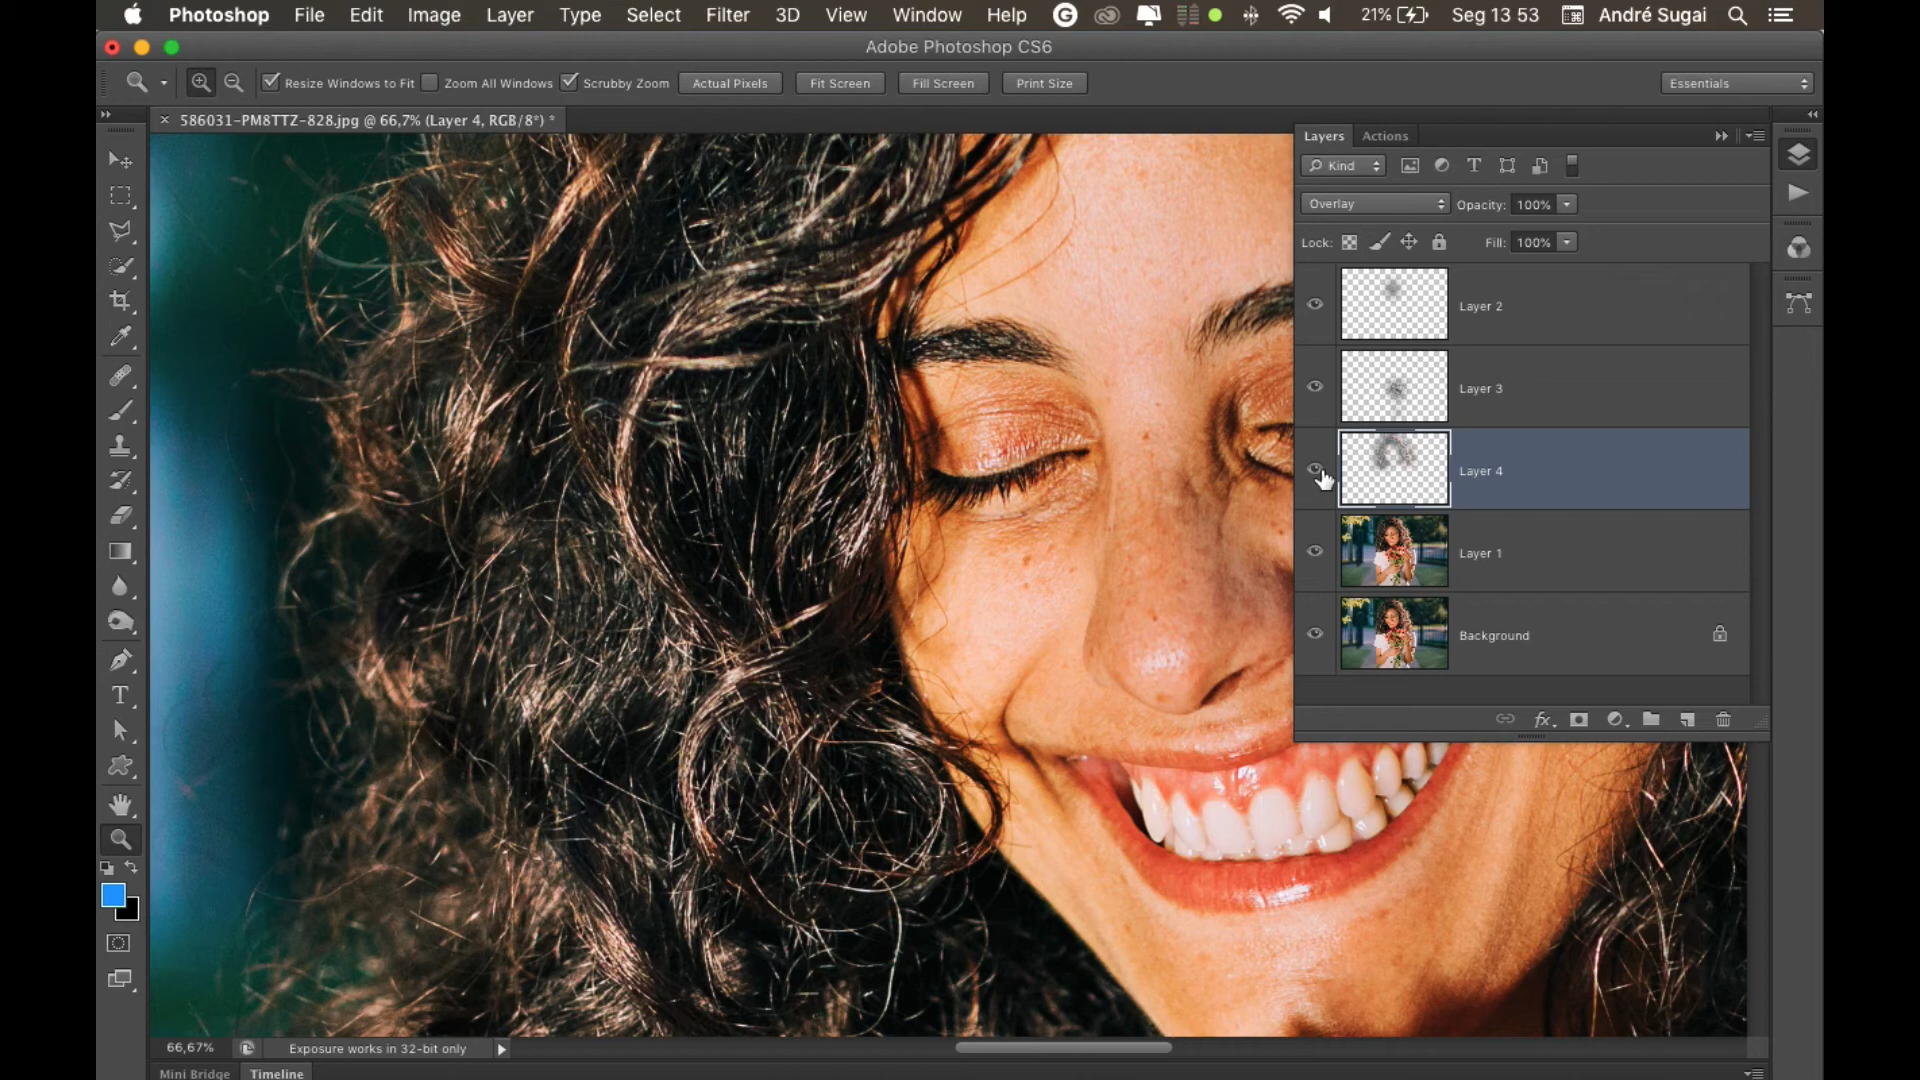 Photoshop File Edit Image Layer Type Select Filter 3D View Window Help 21% Seg 13 53 André Sugai
Adobe Photoshop CS6
Resize Windows to Fit Zoom All Windows Scrubby Zoom Actual Pixels Fit Screen Fill Screen Print Size Essentials
586031-PM8TTZ-828.jpg @ 66,7% (Layer 4, RGB/8*) *
Layers Actions
Kind
Overlay Opacity: 100%
Lock: Fill: 100%
Layer 2
Layer 3
Layer 4
Layer 1
Background
66,67% Exposure works in 32-bit only
Mini Bridge Timeline